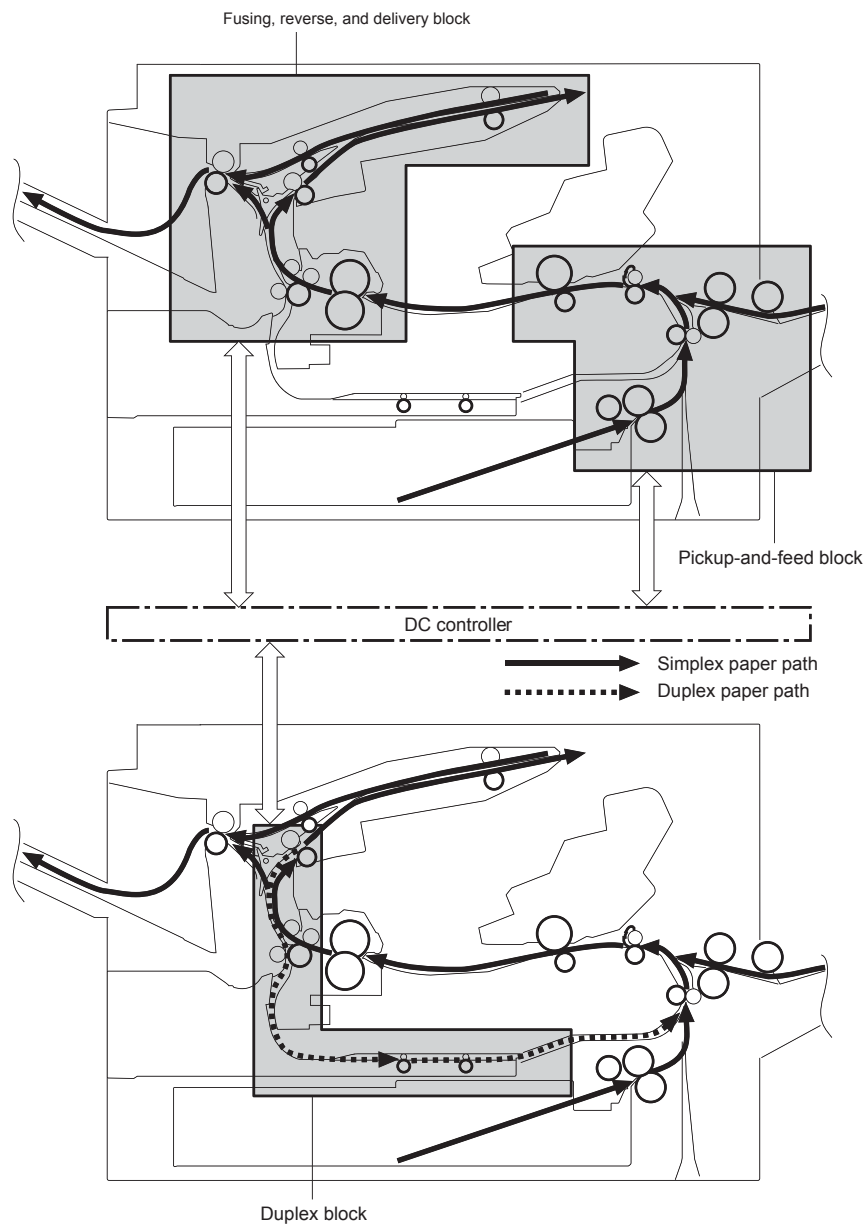 Fusing, reverse, and delivery block
Pickup-and-feed block
DC controller
Simplex paper path
Duplex paper path
Duplex block